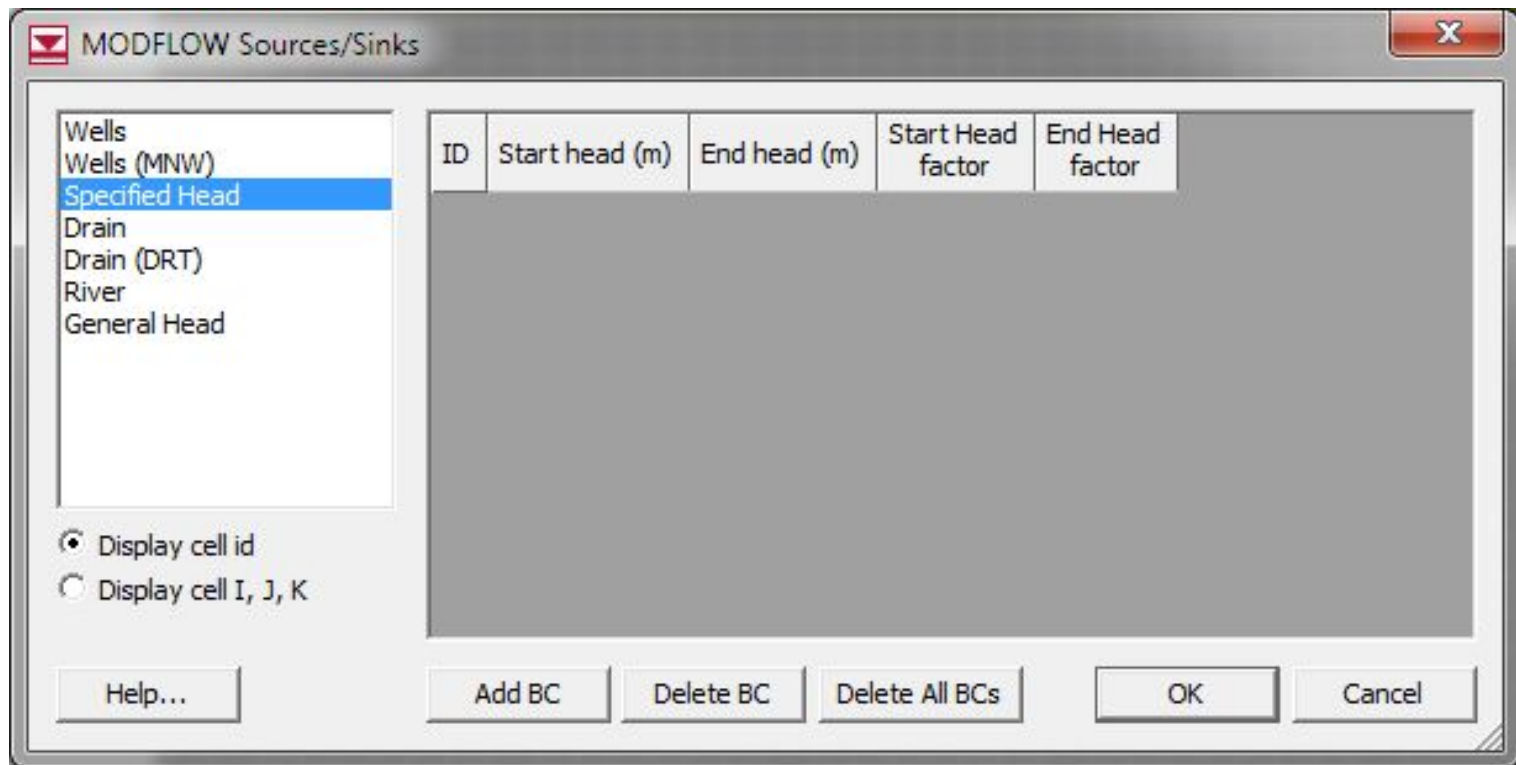 MODFLOW Sources/Sinks
Wells
Wells (MNW)
Specified Head
Drain
Drain (DRT)
River
General Head
Display cell id
Display cell I, J, K
ID Start head (m) End head (m) Start Head factor End Head factor
Help... Add BC Delete BC Delete All BCs OK Cancel